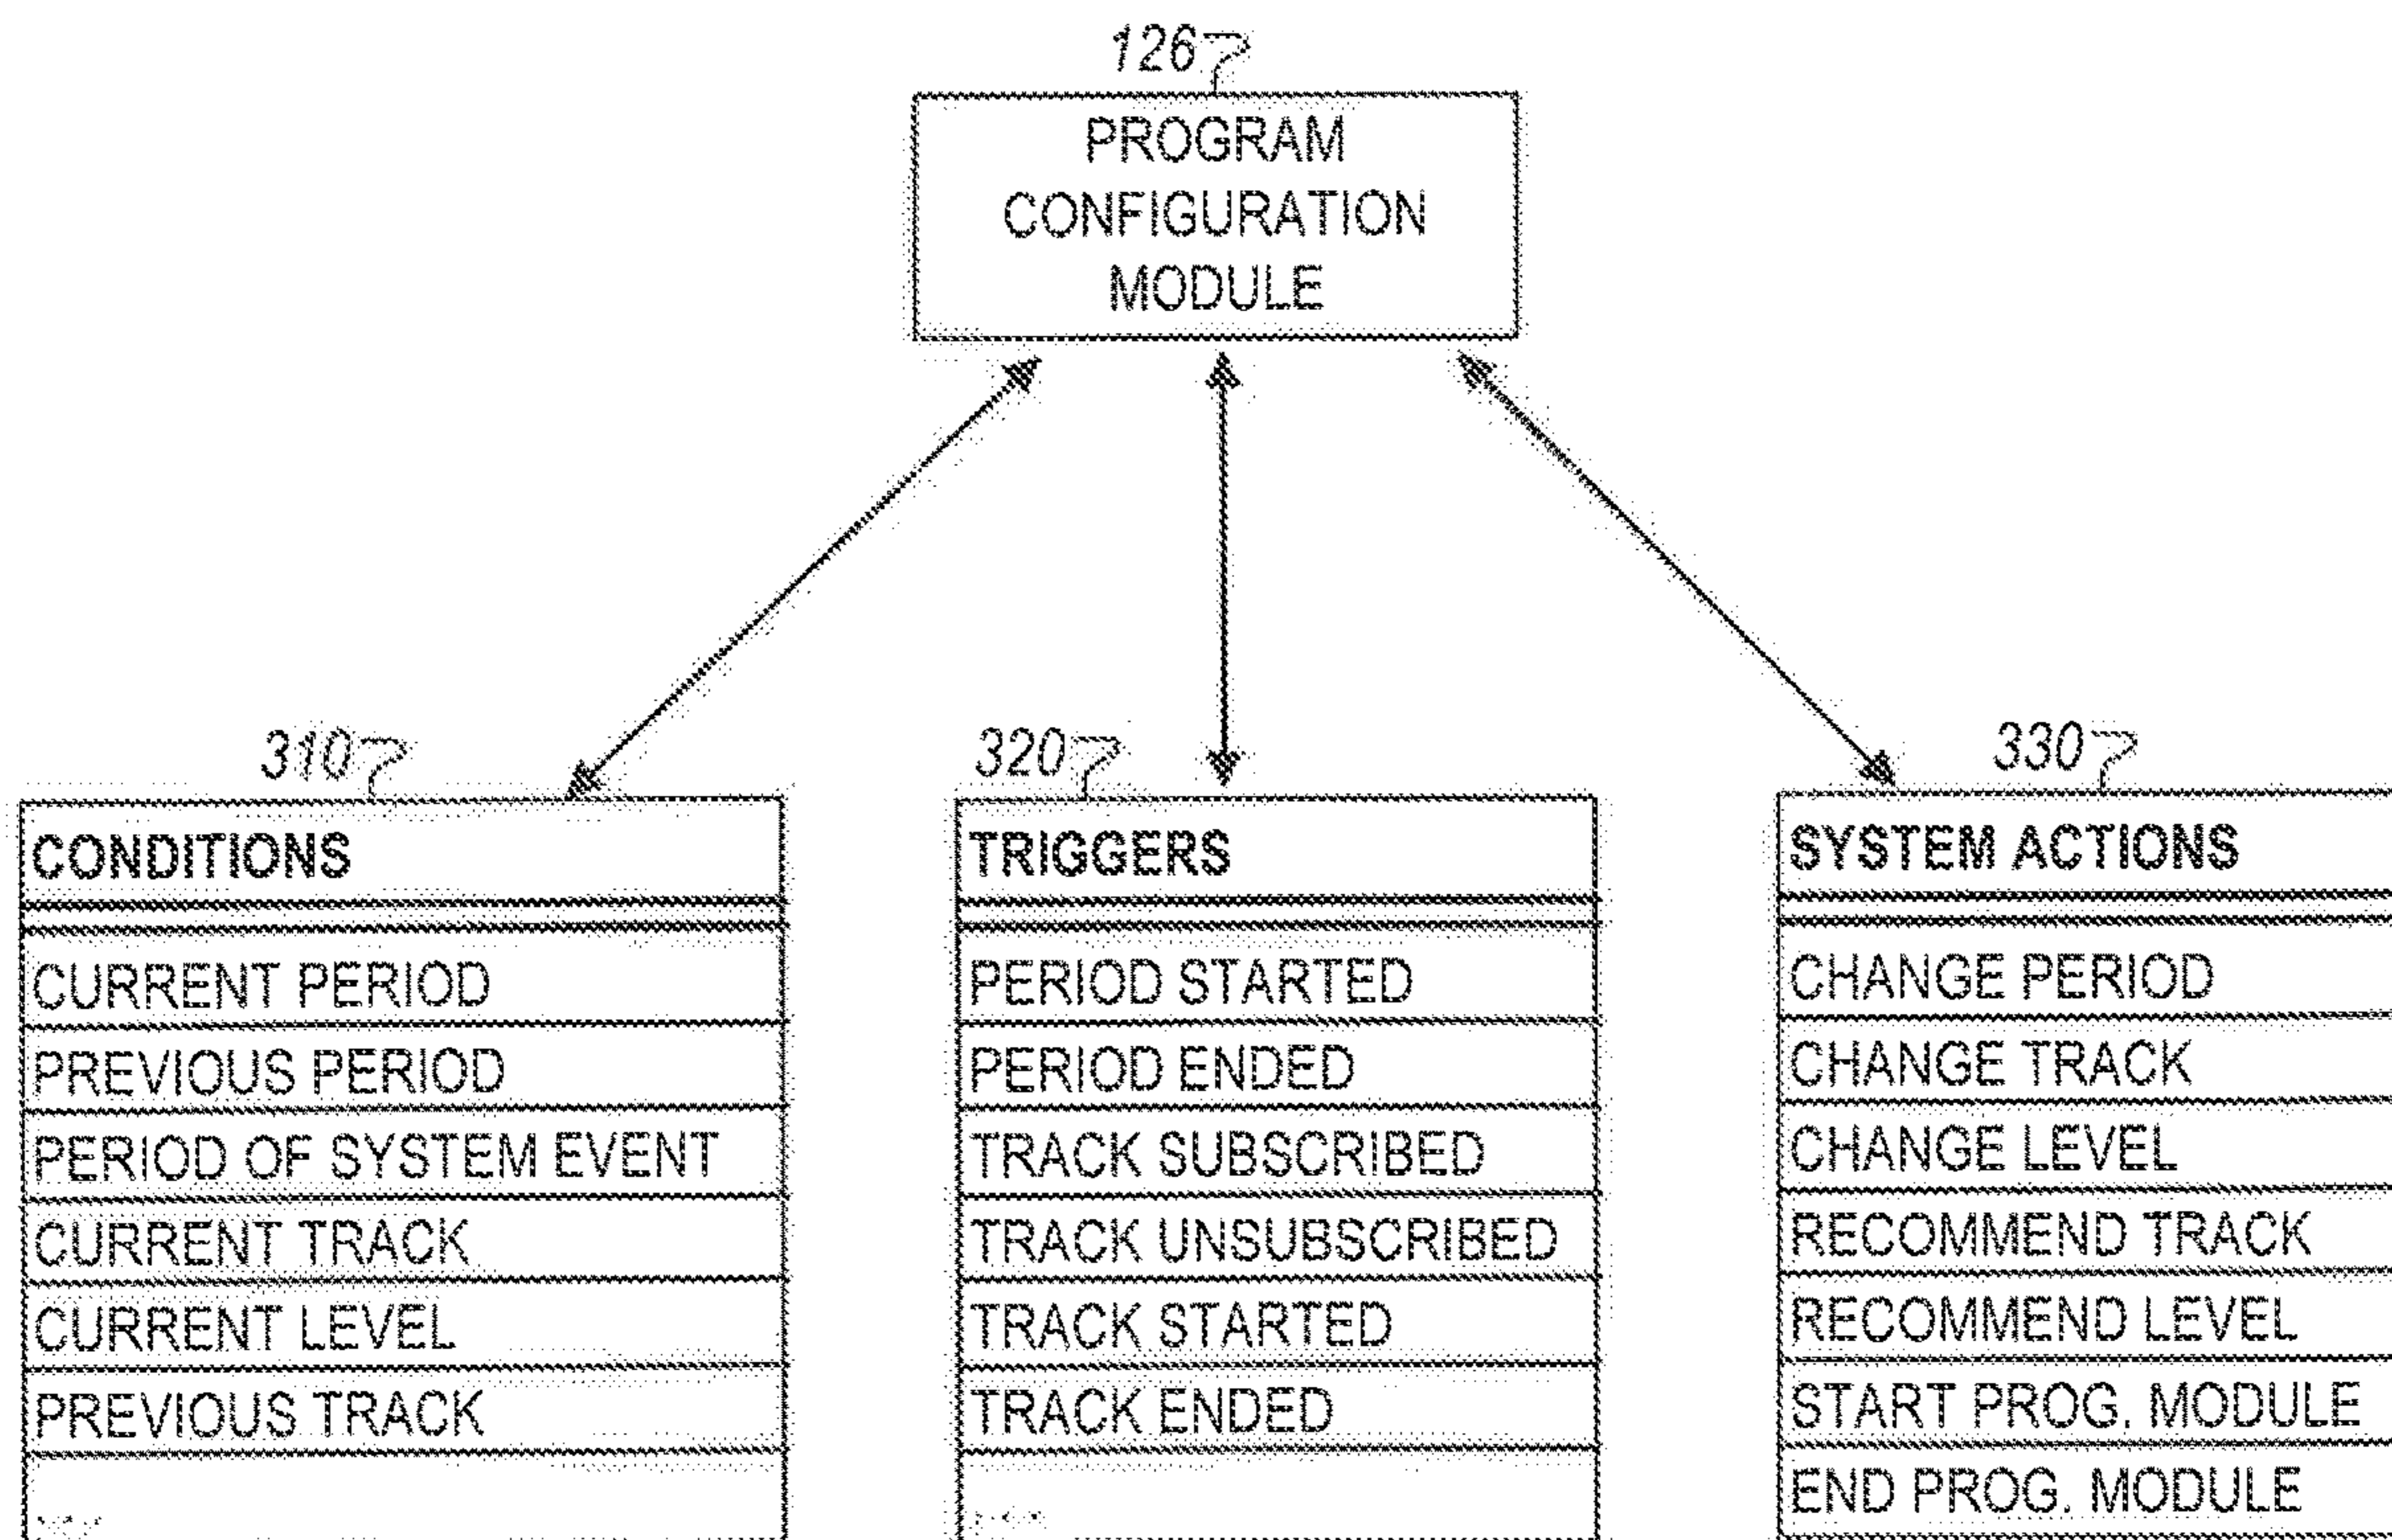 126
PROGRAM
CONFIGURATION
MODULE
310
CONDITIONS
CURRENT PERIOD
PREVIOUS PERIOD
PERIOD OF SYSTEM EVENT
CURRENT TRACK
CURRENT LEVEL
PREVIOUS TRACK
...
320
TRIGGERS
PERIOD STARTED
PERIOD ENDED
TRACK SUBSCRIBED
TRACK UNSUBSCRIBED
TRACK STARTED
TRACK ENDED
...
330
SYSTEM ACTIONS
CHANGE PERIOD
CHANGE TRACK
CHANGE LEVEL
RECOMMEND TRACK
RECOMMEND LEVEL
START PROG. MODULE
END PROG. MODULE